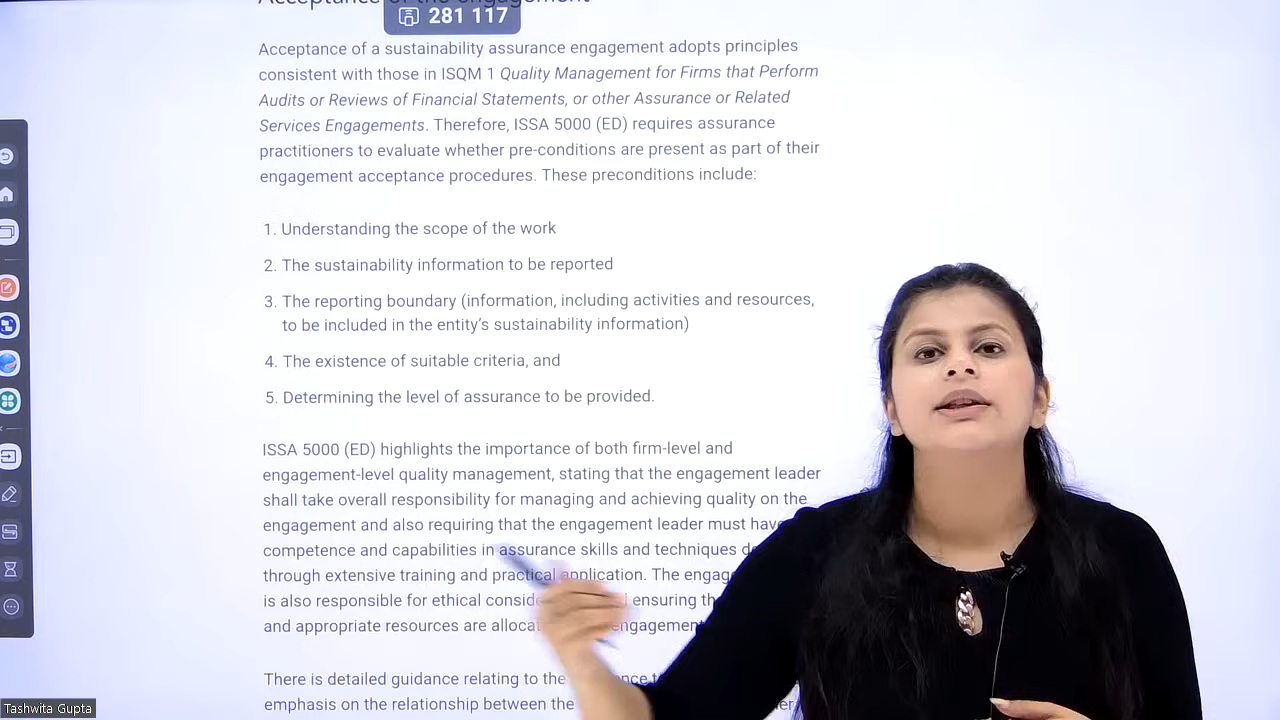 Acceptance of the engagement
281 117
Acceptance of a sustainability assurance engagement adopts principles
consistent with those in ISQM 1 Quality Management for Firms that Perform
Audits or Reviews of Financial Statements, or other Assurance or Related
Services Engagements. Therefore, ISSA 5000 (ED) requires assurance
practitioners to evaluate whether pre-conditions are present as part of their
engagement acceptance procedures. These preconditions include:
1. Understanding the scope of the work
2. The sustainability information to be reported
3. The reporting boundary (information, including activities and resources,
to be included in the entity's sustainability information)
4. The existence of suitable criteria, and
5. Determining the level of assurance to be provided.
ISSA 5000 (ED) highlights the importance of both firm-level and
engagement-level quality management, stating that the engagement leader
shall take overall responsibility for managing and achieving quality on the
engagement and also requiring that the engagement leader must have
competence and capabilities in assurance skills and techniques
through extensive training and practical application. The
is also responsible for ethical ensuring
and appropriate resources are
There is detailed guidance relating to the
emphasis on the relationship between the
Tashwita Gupta